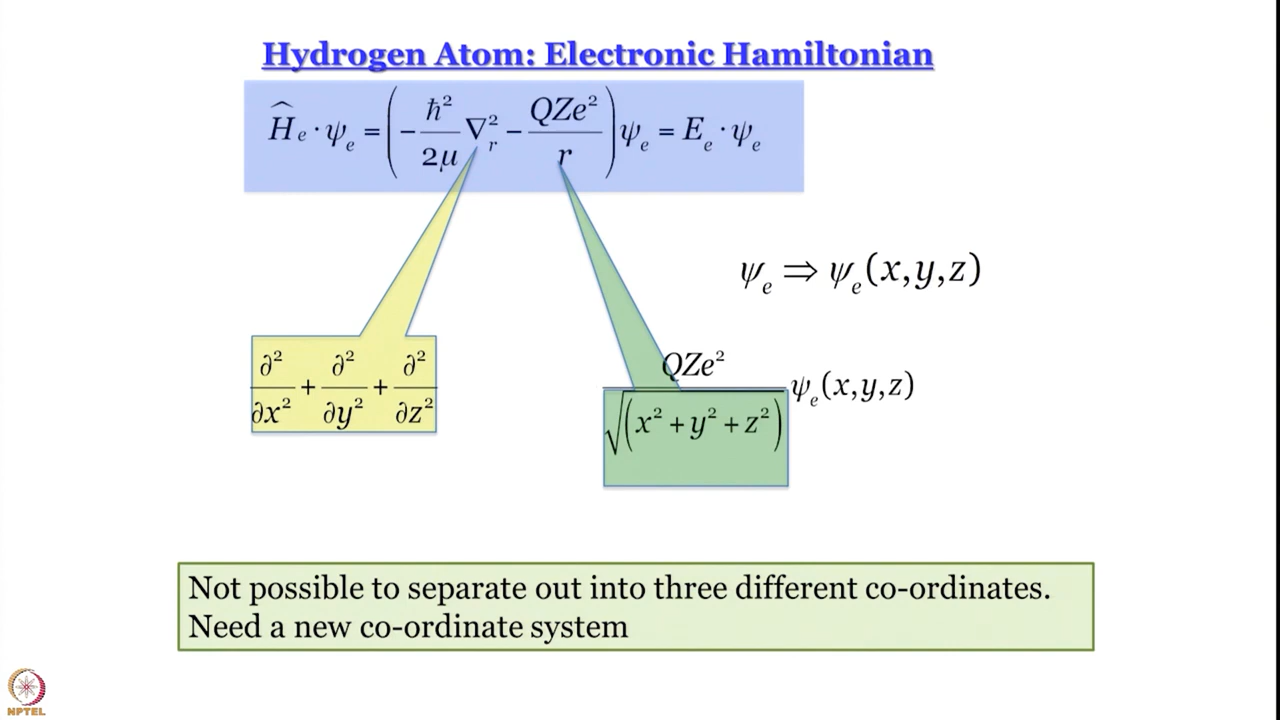 Hydrogen Atom: Electronic Hamiltonian
Ĥₑ · ψₑ = ( − ℏ²/2μ ∇ᵣ² − QZe²/r ) ψₑ = Eₑ · ψₑ
ψₑ ⇒ ψₑ(x,y,z)
∂²/∂x² + ∂²/∂y² + ∂²/∂z²
QZe²/√(x² + y² + z²) ψₑ(x,y,z)
Not possible to separate out into three different co-ordinates.
Need a new co-ordinate system
NPTEL